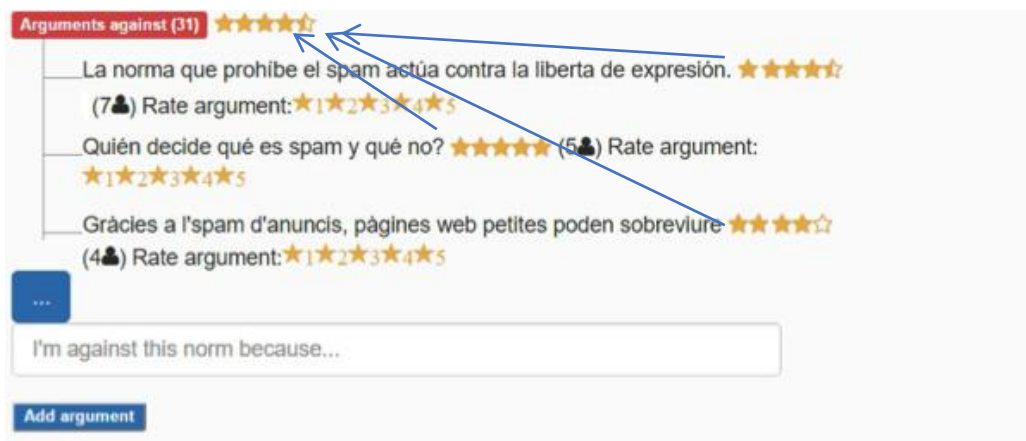 Arguments against (31)
La norma que prohíbe el spam actúa contra la liberta de expresión.
(7) Rate argument:★1★2★3★4★5
Quién decide qué es spam y qué no? ★★★★★ (5) Rate argument:
★1★2★3★4★5
Gràcies a l'spam d'anuncis, pàgines web petites poden sobreviure
(4) Rate argument:★1★2★3★4★5
...
I'm against this norm because...
Add argument